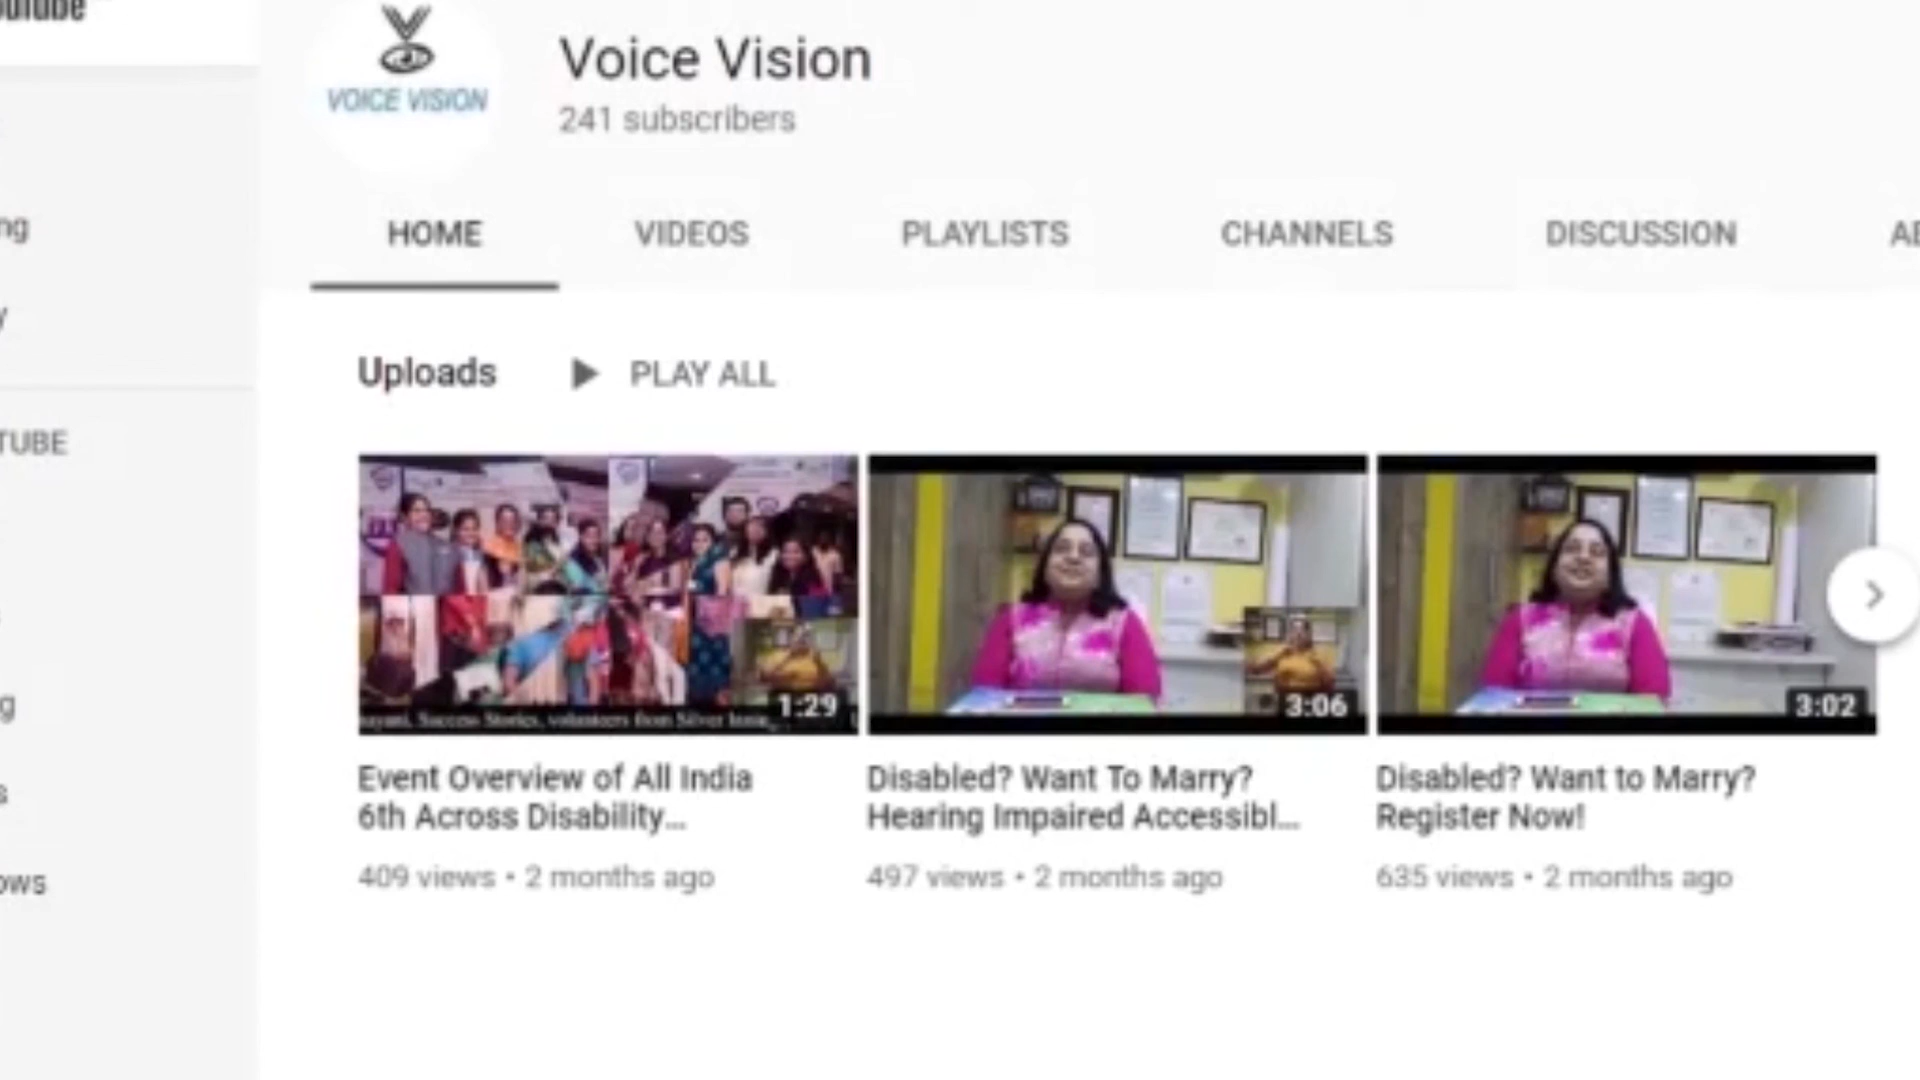 VOICE VISION
Voice Vision
241 subscribers
HOME VIDEOS PLAYLISTS CHANNELS DISCUSSION
Uploads PLAY ALL
TUBE
1:29
3:06
3:02
Event Overview of All India
6th Across Disability...
409 views • 2 months ago
Disabled? Want To Marry?
Hearing Impaired Accessibl...
497 views • 2 months ago
Disabled? Want to Marry?
Register Now!
635 views • 2 months ago